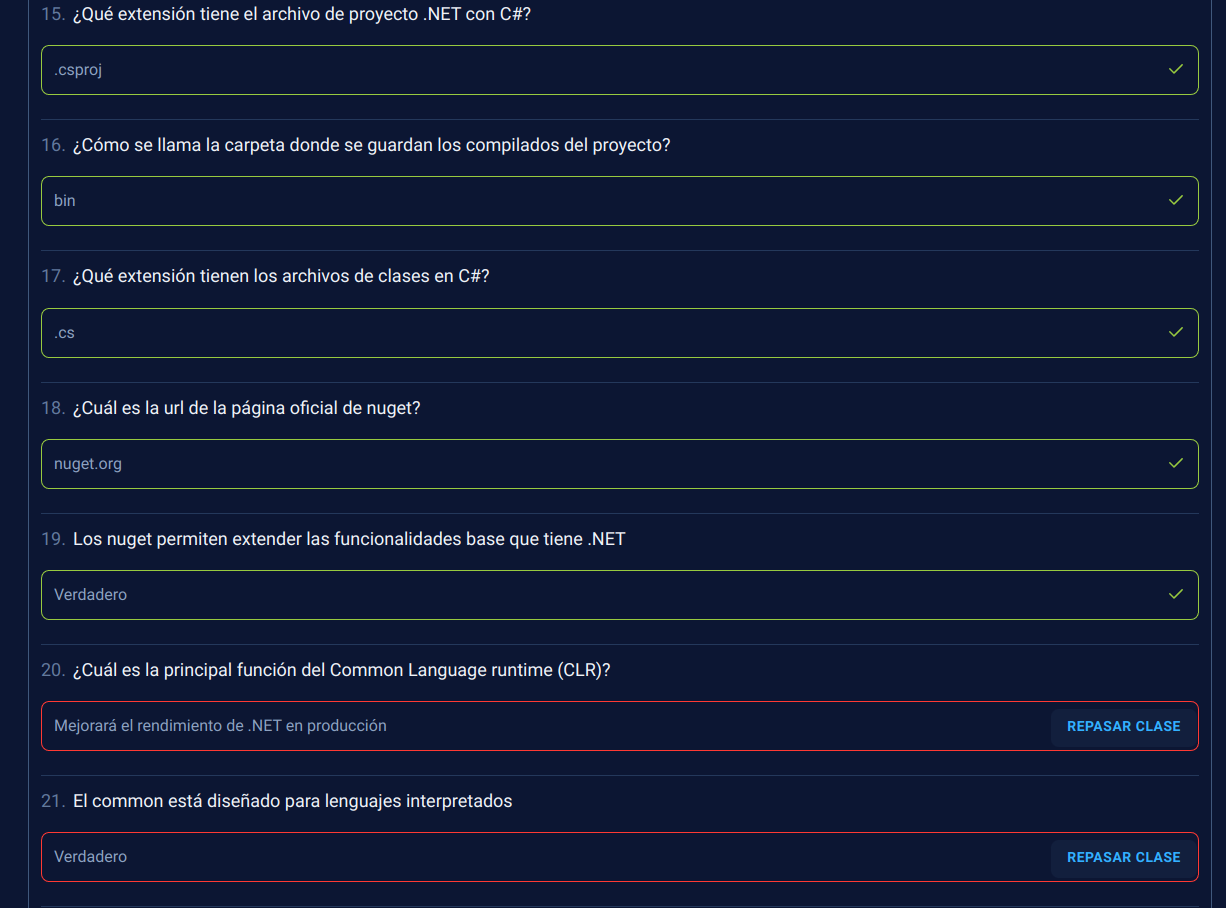 15. ¿Qué extensión tiene el archivo de proyecto .NET con C#?
.csproj
16. ¿Cómo se llama la carpeta donde se guardan los compilados del proyecto?
bin
17. ¿Qué extensión tienen los archivos de clases en C#?
.cs
18. ¿Cuál es la url de la página oficial de nuget?
nuget.org
19. Los nuget permiten extender las funcionalidades base que tiene .NET
Verdadero
20. ¿Cuál es la principal función del Common Language runtime (CLR)?
Mejorará el rendimiento de .NET en producción REPASAR CLASE
21. El common está diseñado para lenguajes interpretados
Verdadero REPASAR CLASE